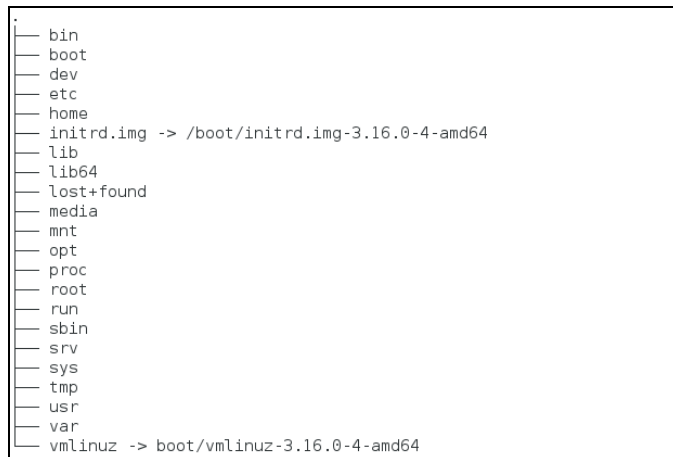 .
├── bin
├── boot
├── dev
├── etc
├── home
├── initrd.img -> /boot/initrd.img-3.16.0-4-amd64
├── lib
├── lib64
├── lost+found
├── media
├── mnt
├── opt
├── proc
├── root
├── run
├── sbin
├── srv
├── sys
├── tmp
├── usr
├── var
└── vmlinuz -> boot/vmlinuz-3.16.0-4-amd64